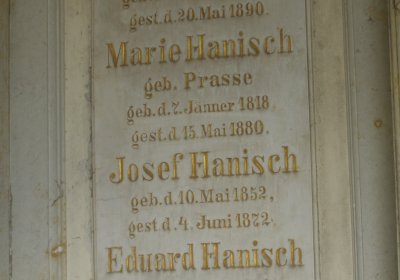 gest. d. 20. Mai 1890.
Marie Hanisch
geb. Prasse
geb. d. 7. Jänner 1818,
gest. d. 15. Mai 1880.
Josef Hanisch
geb. d. 10. Mai 1852,
gest d. 4. Juni 1872.
Eduard Hanisch